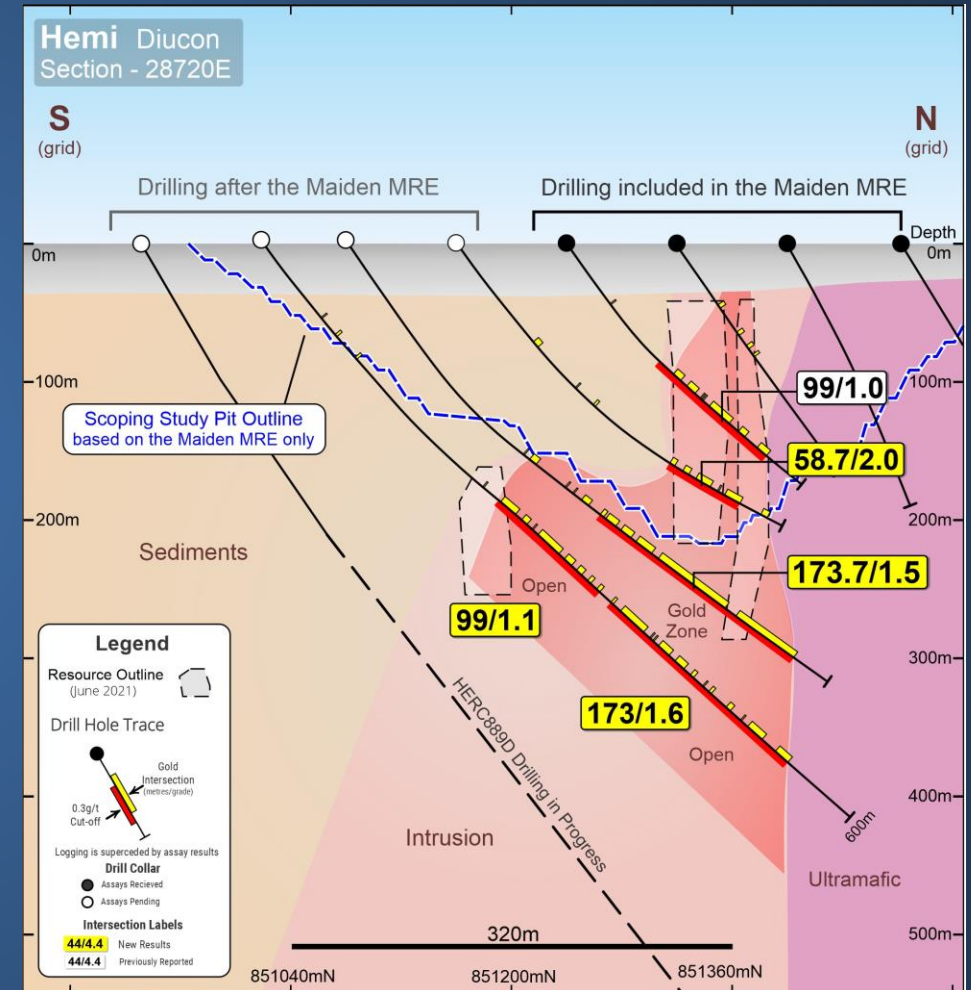 Hemi Diucon
Section - 28720E
S
(grid)
N
(grid)
Drilling after the Maiden MRE
Drilling included in the Maiden MRE
Depth
0m
0m
100m
100m
99/1.0
Scoping Study Pit Outline
based on the Maiden MRE only
58.7/2.0
200m
200m
Sediments
173.7/1.5
Open
Gold
Zone
99/1.1
300m
HERC889D Drilling in Progress
173/1.6
Open
400m
600m
Intrusion
Ultramafic
500m
320m
851040mN
851200mN
851360mN
Legend
Resource Outline
(June 2021)
Drill Hole Trace
Gold
Intersection
(metres/grade)
0.3g/t
Cut-off
Logging is superceded by assay results
Drill Collar
Assays Recieved
Assays Pending
Intersection Labels
44/4.4 New Results
44/4.4 Previously Reported